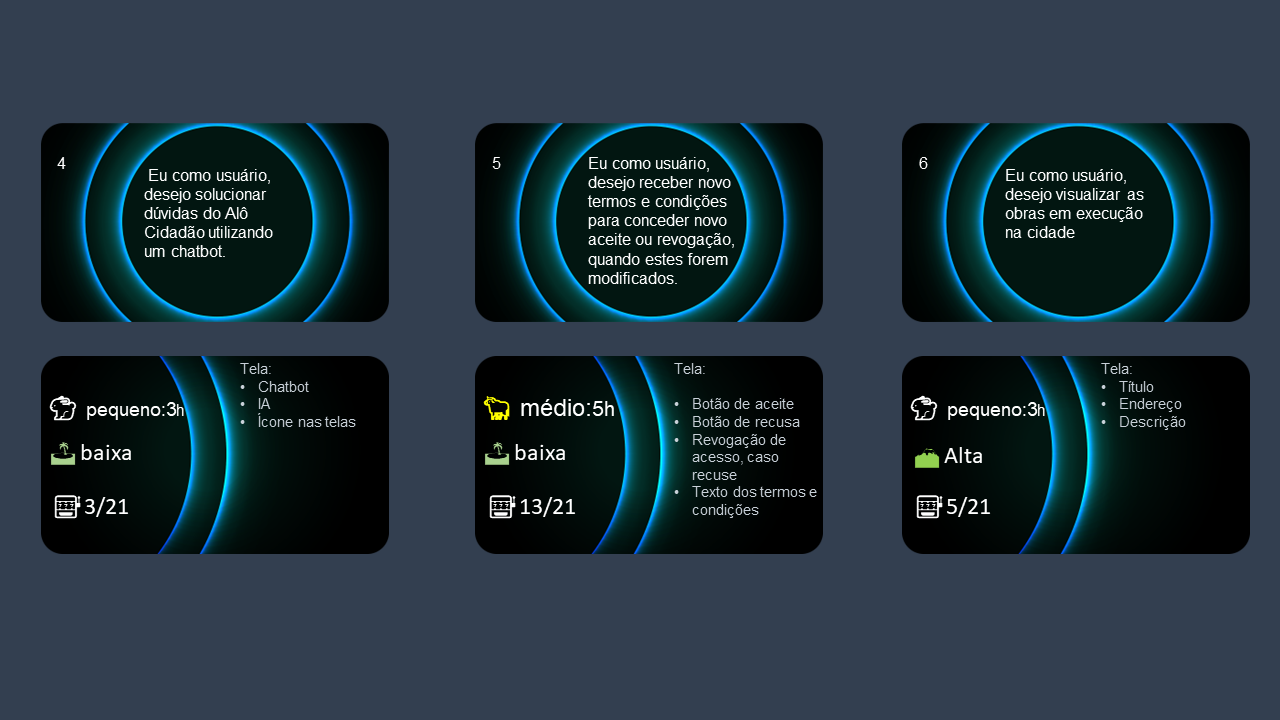 4
Eu como usuário,
desejo solucionar
dúvidas do Alô
Cidadão utilizando
um chatbot.
5
Eu como usuário,
desejo receber novo
termos e condições
para conceder novo
aceite ou revogação,
quando estes forem
modificados.
6
Eu como usuário,
desejo visualizar as
obras em execução
na cidade
pequeno:3h
baixa
3/21
Tela:
• Chatbot
• IA
• Ícone nas telas
médio:5h
baixa
13/21
Tela:
• Botão de aceite
• Botão de recusa
• Revogação de
acesso, caso
recuse
• Texto dos termos e
condições
pequeno:3h
Alta
5/21
Tela:
• Título
• Endereço
• Descrição